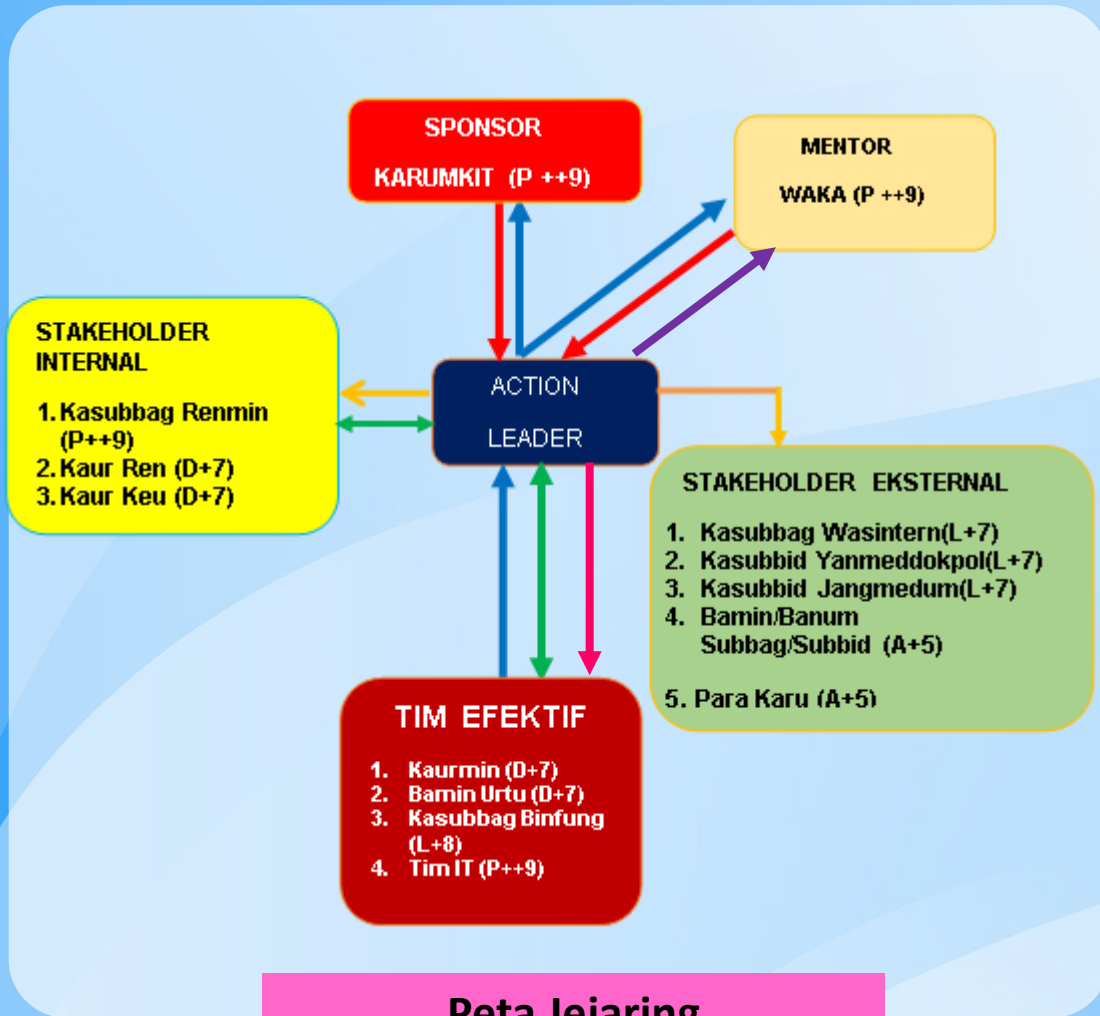 SPONSOR
KARUMKIT (P ++9)
MENTOR
WAKA (P ++9)
STAKEHOLDER
INTERNAL
1. Kasubbag Renmin
(P++9)
2. Kaur Ren (D+7)
3. Kaur Keu (D+7)
ACTION
LEADER
STAKEHOLDER EKSTERNAL
1. Kasubbag Wasintern(L+7)
2. Kasubbid Yanmeddokpol(L+7)
3. Kasubbid Jangmedum(L+7)
4. Bamin/Banum
Subbag/Subbid (A+5)
5. Para Karu (A+5)
TIM EFEKTIF
1. Kaurmin (D+7)
2. Bamin Urtu (D+7)
3. Kasubbag Binfung
(L+8)
4. Tim IT (P++9)
Peta Jejaring